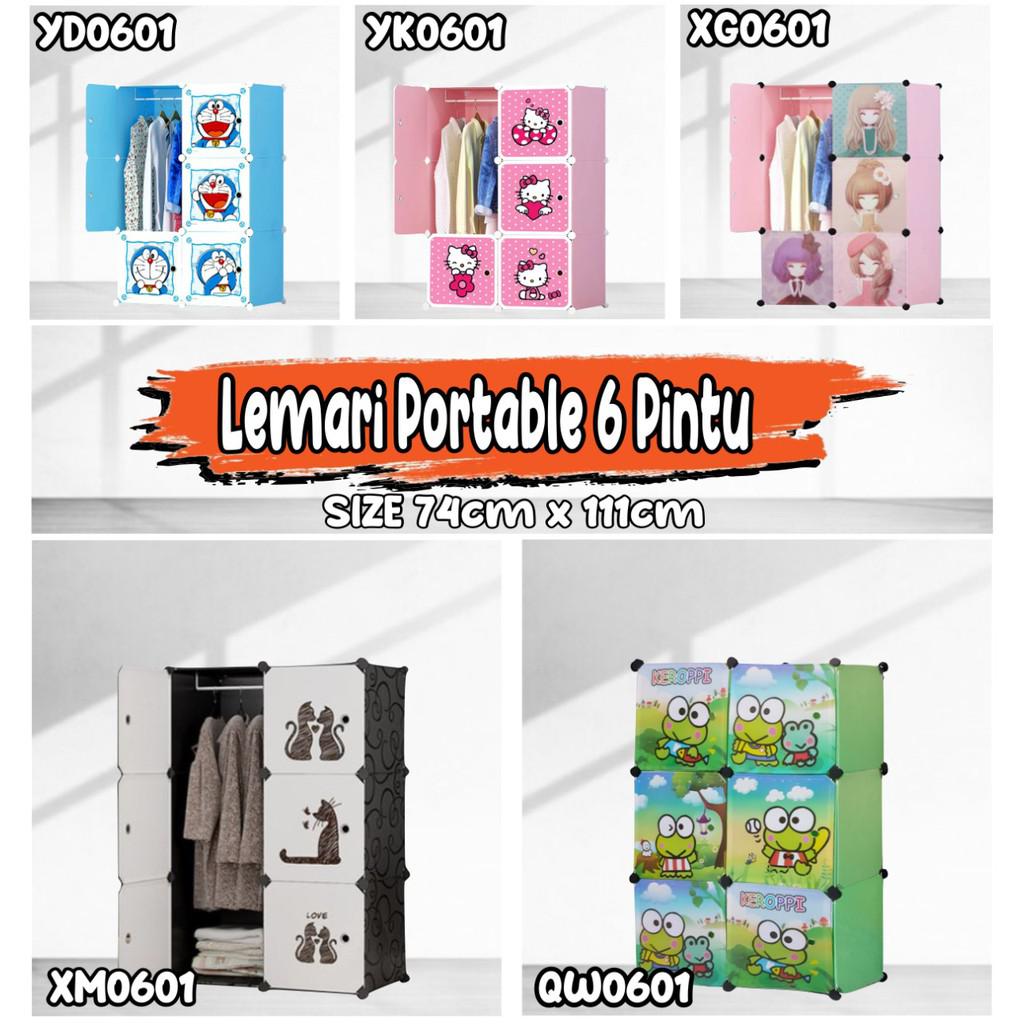 YD0601
YK0601
XG0601
Lemari Portable 6 Pintu
SIZE 74cm x 111cm
LOVE
KEROPPI
KEROPPI
XM0601
QW0601